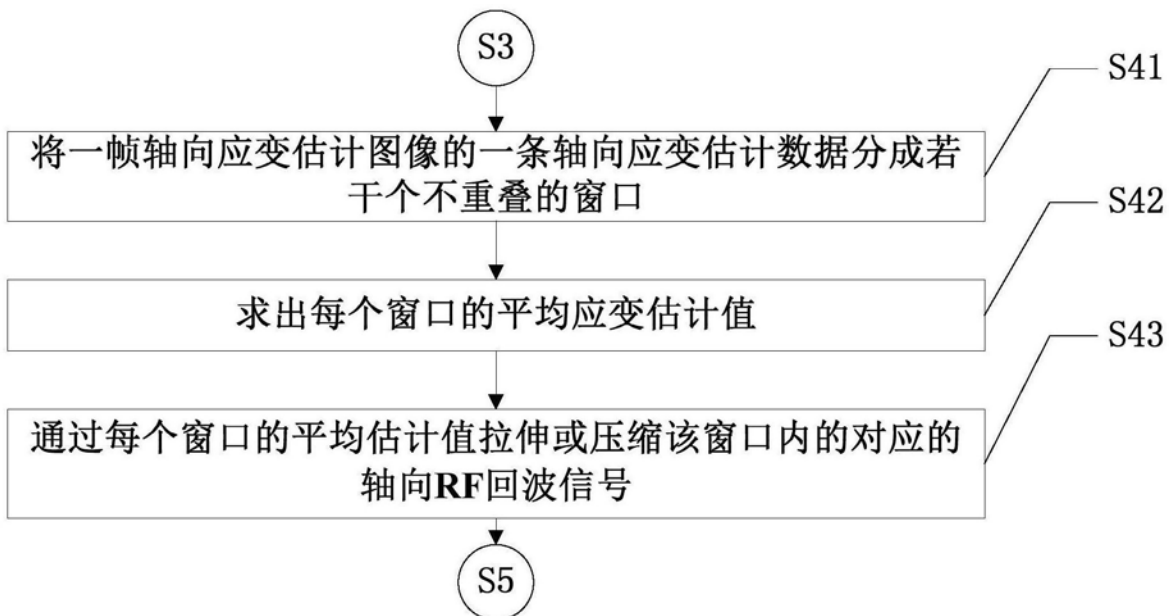 S3
S41
将一帧轴向应变估计图像的一条轴向应变估计数据分成若
干个不重叠的窗口
S42
求出每个窗口的平均应变估计值
S43
通过每个窗口的平均估计值拉伸或压缩该窗口内的对应的
轴向RF回波信号
S5